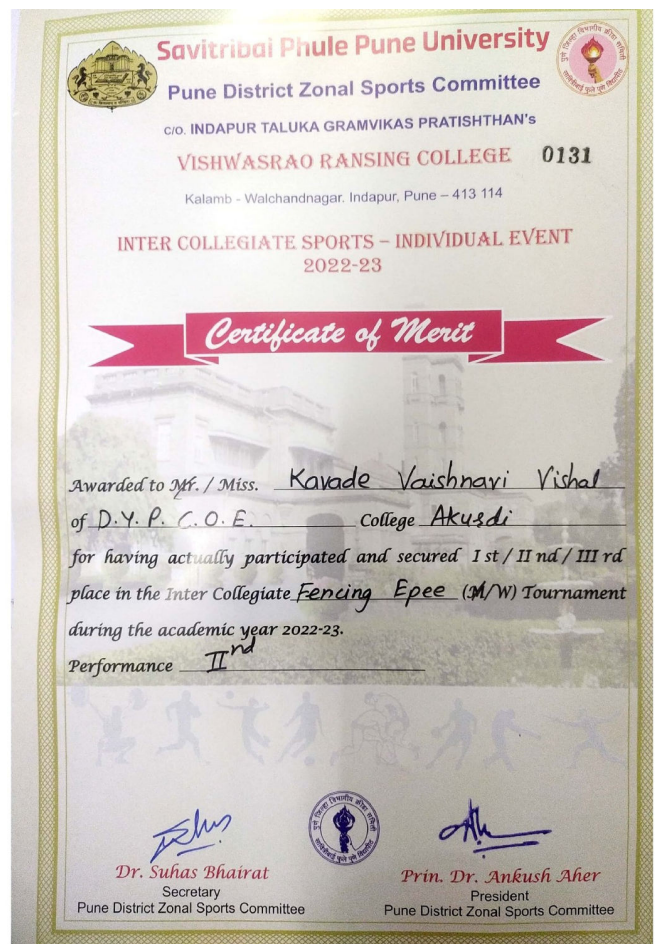 Savitribai Phule Pune University
Pune District Zonal Sports Committee
C/O. INDAPUR TALUKA GRAMVIKAS PRATISHTHAN's
VISHWASRAO RANSING COLLEGE 0131
Kalamb - Walchandnagar. Indapur, Pune – 413 114
INTER COLLEGIATE SPORTS – INDIVIDUAL EVENT
2022-23
Certificate of Merit
Awarded to Mr. / Miss. Kavade Vaishnavi Vishal
of D.Y.P.C.O.E. College Akurdi
for having actually participated and secured I st / II nd / III rd
place in the Inter Collegiate Fencing Epee (M/W) Tournament
during the academic year 2022-23.
Performance IInd
Dr. Suhas Bhairat
Secretary
Pune District Zonal Sports Committee
Prin. Dr. Ankush Aher
President
Pune District Zonal Sports Committee